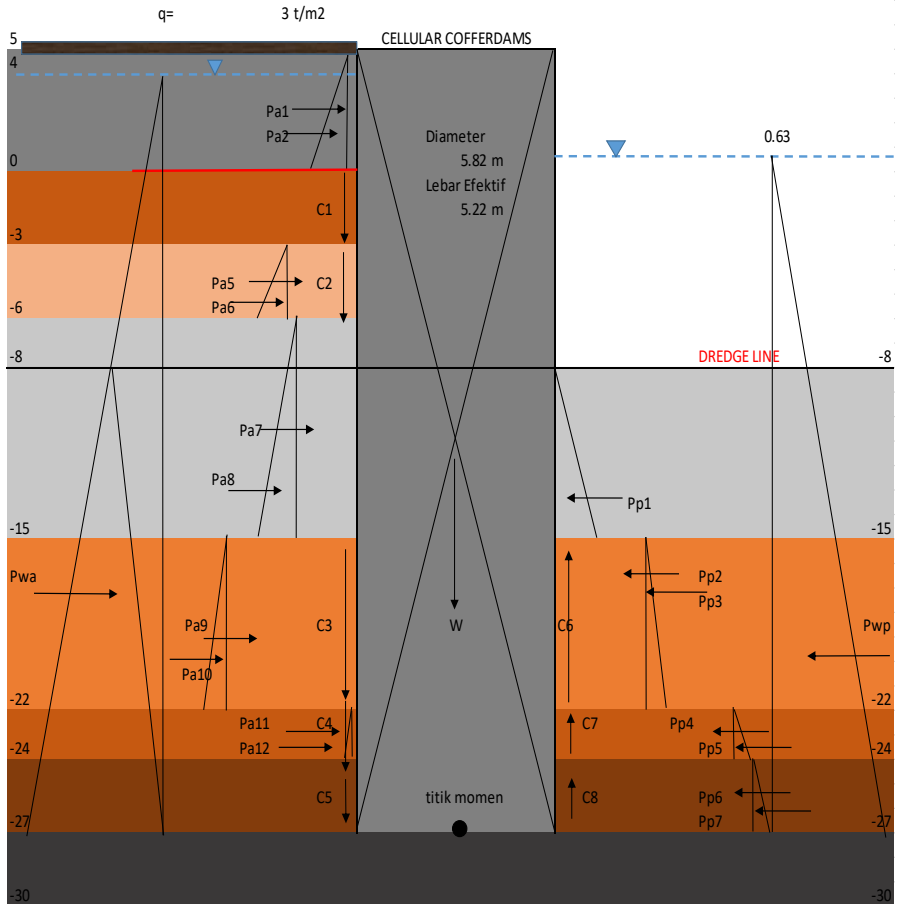 q= 3 t/m2
5
CELLULAR COFFERDAMS
4
Pa1
Pa2
Diameter
5.82 m
Lebar Efektif
5.22 m
0.63
0
C1
-3
Pa5
C2
Pa6
-6
-8
DREDGE LINE
-8
Pa7
Pa8
Pp1
-15
-15
Pwa
Pp2
Pp3
Pa9
C3
W
C6
Pwp
Pa10
-22
-22
Pa11
C4
C7
Pp4
Pa12
Pp5
-24
-24
C5
titik momen
C8
Pp6
Pp7
-27
-27
-30
-30